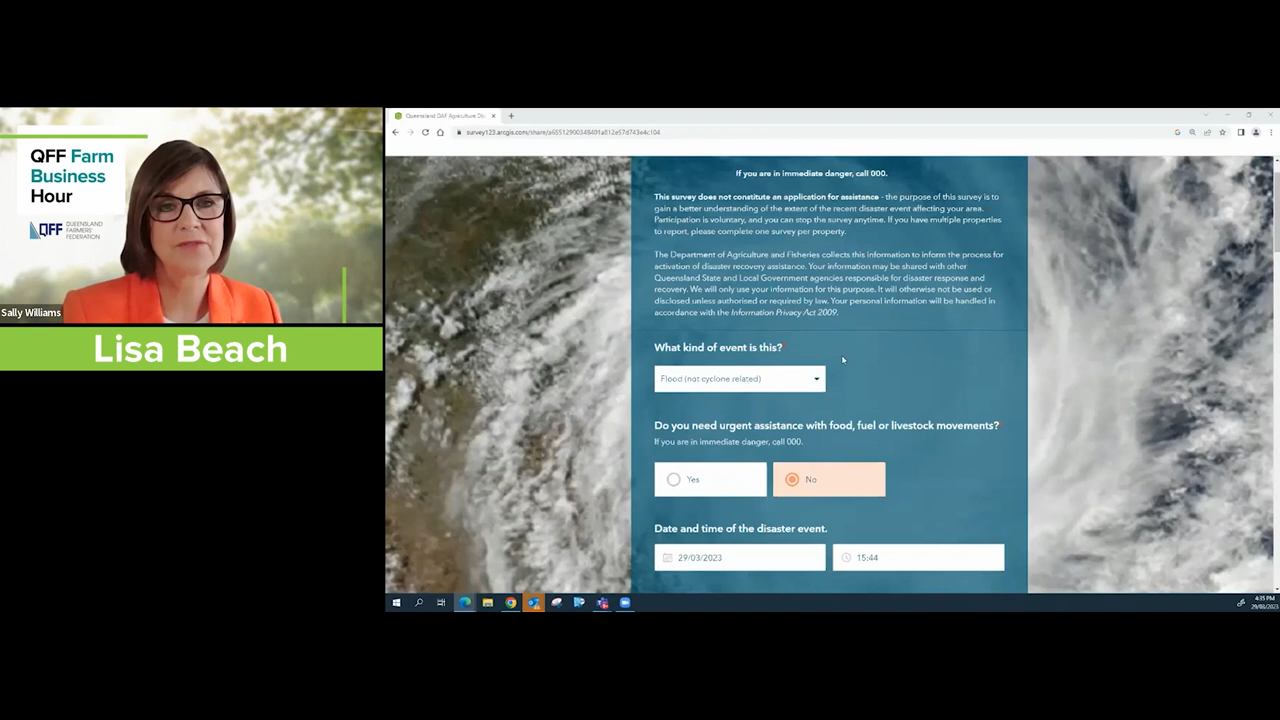 QFF Farm
Business
Hour
QFF
QUEENSLAND
FARMERS'
FEDERATION
Sally Williams
Lisa Beach
Queensland DAF Agriculture Dis
If you are in immediate danger, call 000.
This survey does not constitute an application for assistance - the purpose of this survey is to
gain a better understanding of the extent of the recent disaster event affecting your area.
Participation is voluntary, and you can stop the survey anytime. If you have multiple properties
to report, please complete one survey per property.
The Department of Agriculture and Fisheries collects this information to inform the process for
activation of disaster recovery assistance. Your information may be shared with other
Queensland State and Local Government agencies responsible for disaster response and
recovery. We will only use your information for this purpose. It will otherwise not be used or
disclosed unless authorised or required by law. Your personal information will be handled in
accordance with the Information Privacy Act 2009.
What kind of event is this?*
Flood (not cyclone related)
Do you need urgent assistance with food, fuel or livestock movements?*
If you are in immediate danger, call 000.
Yes
No
Date and time of the disaster event.
29/03/2023
15:44
4:35 PM
29/03/2023